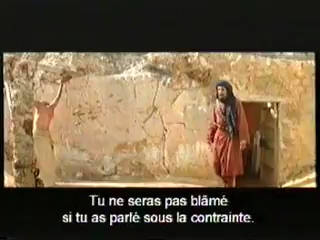 Tu ne seras pas blâmé
si tu as parlé sous la contrainte.